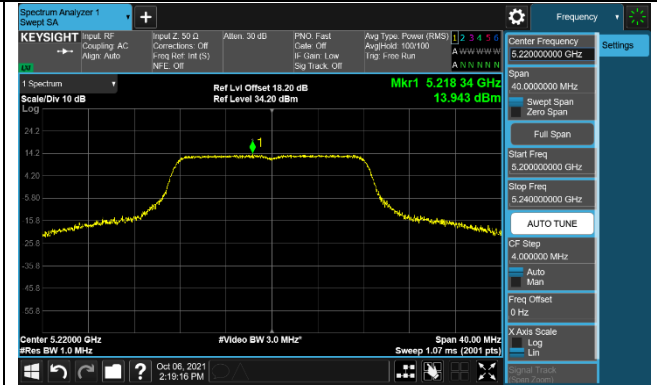 Spectrum Analyzer 1
Swept SA
Frequency
KEYSIGHT Input: RF
Coupling: AC
Align: Auto
Input Z: 50 Ω
Corrections: Off
Freq Ref: Int (S)
NFE: Off
Atten: 30 dB
PNO: Fast
Gate: Off
IF Gain: Low
Sig Track: Off
Avg Type: Power (RMS)
Avg|Hold: 100/100
Trig: Free Run
1 2 3 4 5 6
A W W W W W
A N N N N N
1 Spectrum
Scale/Div 10 dB
Ref Lvl Offset 18.20 dB
Ref Level 34.20 dBm
Mkr1 5.218 34 GHz
13.943 dBm
Log
24.2
14.2
4.20
-5.80
-15.8
-25.8
-35.8
-45.8
-55.8
1
Center 5.22000 GHz
#Res BW 1.0 MHz
#Video BW 3.0 MHz*
Span 40.00 MHz
Sweep 1.07 ms (2001 pts)
Oct 06, 2021
2:19:16 PM
Center Frequency
5.220000000 GHz
Settings
Span
40.0000000 MHz
Swept Span
Zero Span
Full Span
Start Freq
5.200000000 GHz
Stop Freq
5.240000000 GHz
AUTO TUNE
CF Step
4.000000 MHz
Auto
Man
Freq Offset
0 Hz
X Axis Scale
Log
Lin
Signal Track
(Span Zoom)